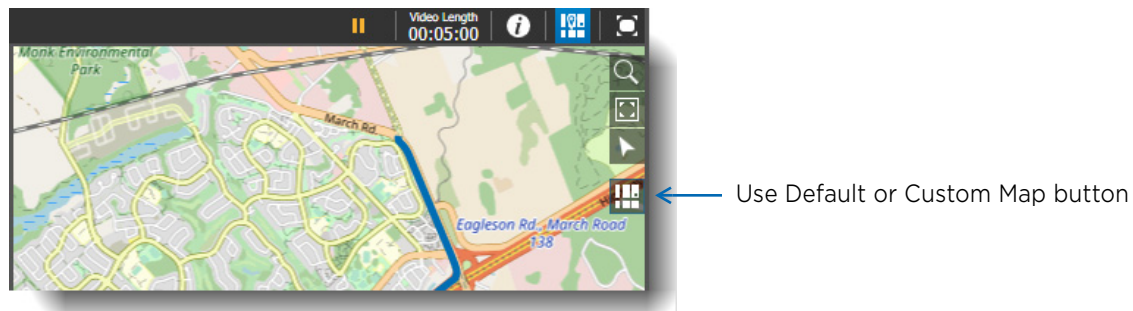 Video Length
00:05:00
Monk Environmental
Park
March Rd
Eagleson Rd., March Road
138
Use Default or Custom Map button